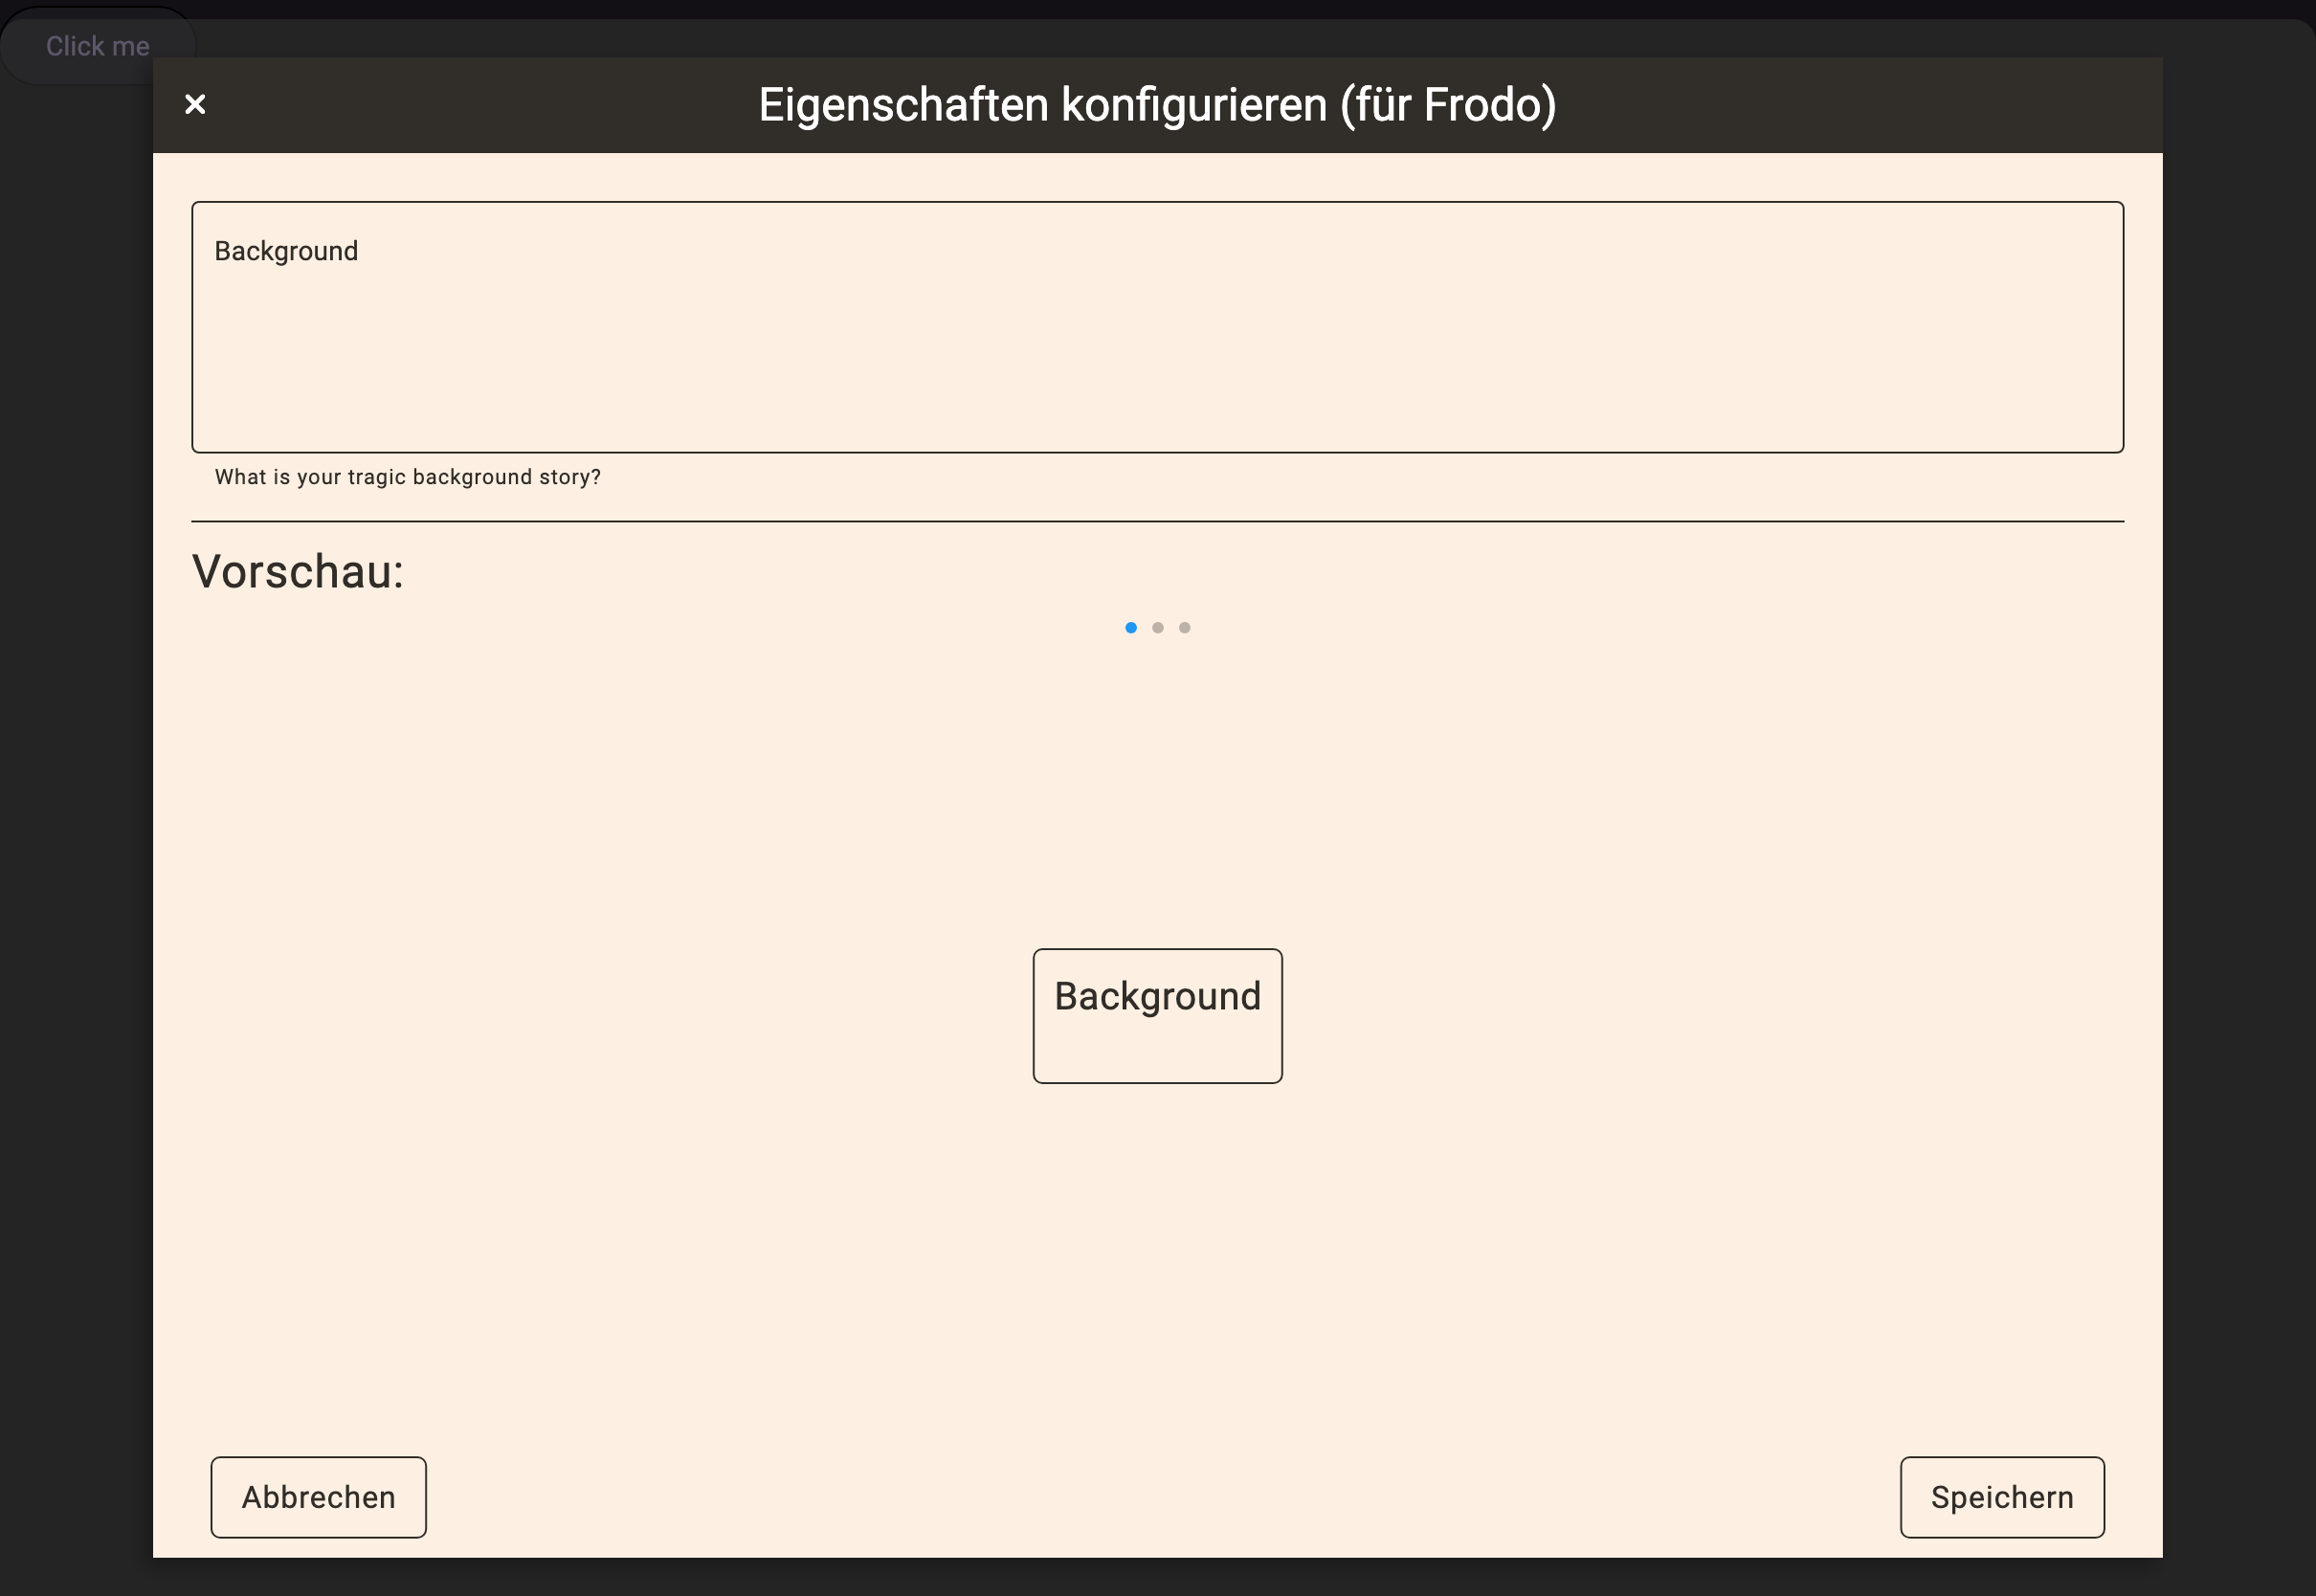 Click me
Eigenschaften konfigurieren (für Frodo)
Background
What is your tragic background story?
Vorschau:
Background
Abbrechen
Speichern